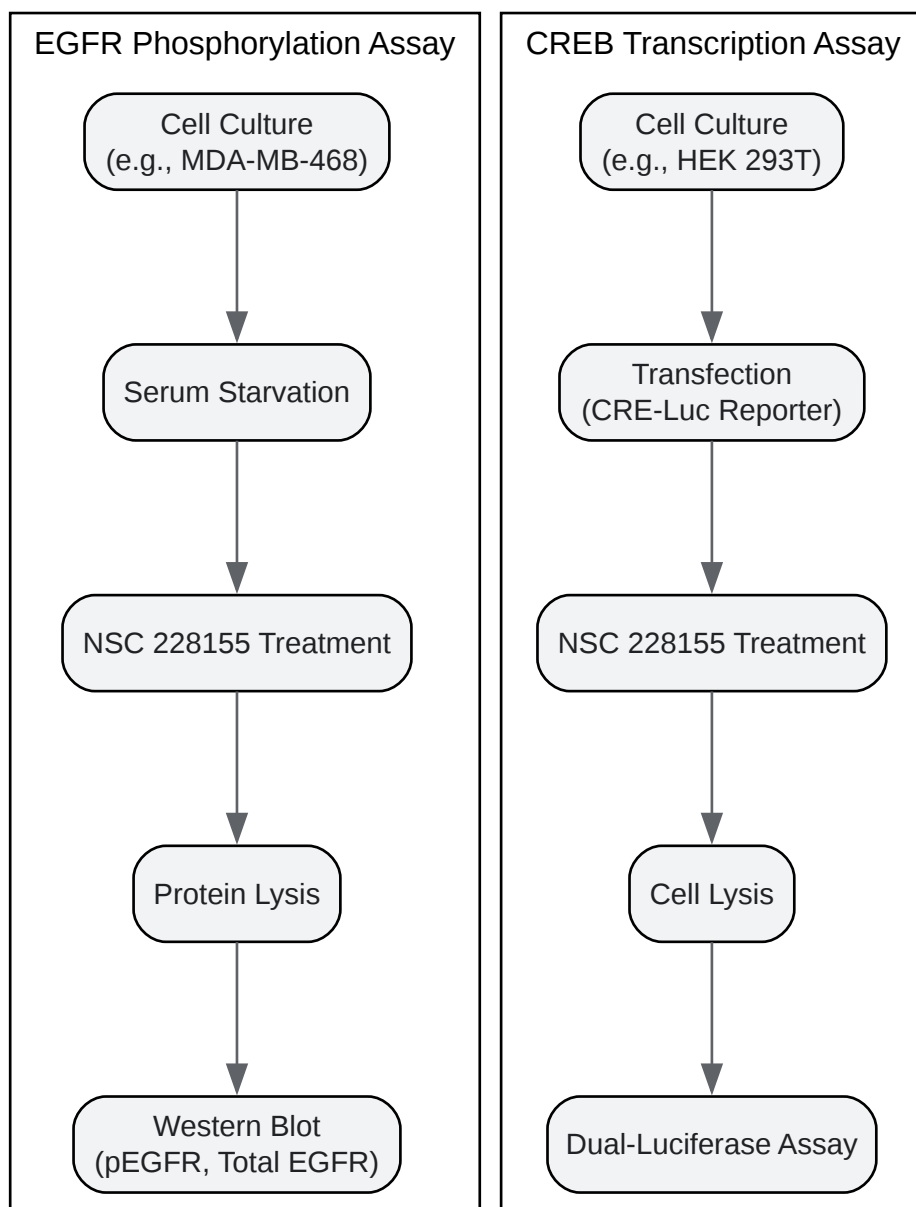 EGFR Phosphorylation Assay
Cell Culture
(e.g., MDA-MB-468)
Serum Starvation
NSC 228155 Treatment
Protein Lysis
Western Blot
(pEGFR, Total EGFR)
CREB Transcription Assay
Cell Culture
(e.g., HEK 293T)
Transfection
(CRE-Luc Reporter)
NSC 228155 Treatment
Cell Lysis
Dual-Luciferase Assay